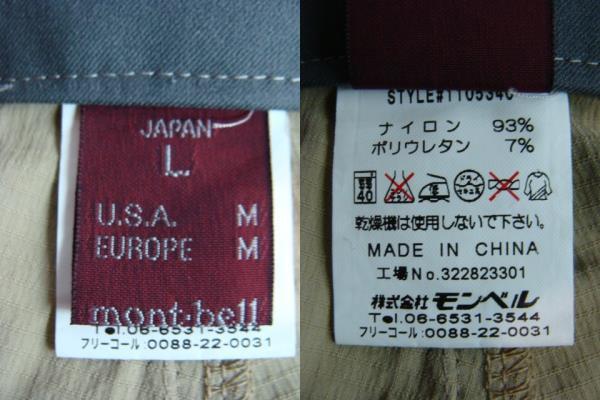 JAPAN
L
U.S.A. M
EUROPE M
mont-bell
Tel.06-6531-3544
フリーコール:0088-22-0031
STYLE#1105340
ナイロン 93%
ポリウレタン 7%
40
乾燥機は使用しないで下さい。
MADE IN CHINA
工場No.322823301
株式会社 モンベル
Tel.06-6531-3544
フリーコール:0088-22-0031